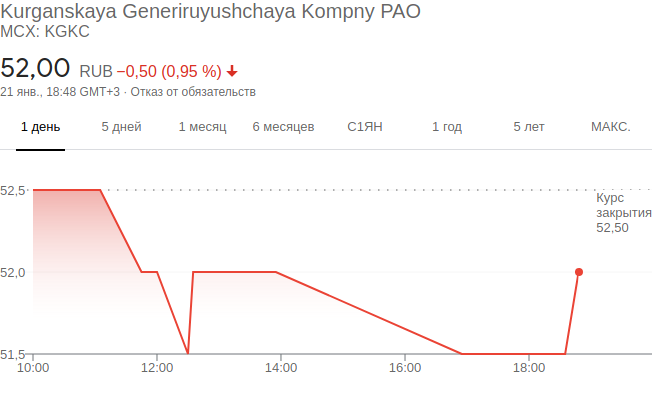 Kurganskaya Generiruyushchaya Kompny PAO
MCX: KGKC
52,00 RUB −0,50 (0,95 %) ↓
21 янв., 18:48 GMT+3 · Отказ от обязательств
1 день 5 дней 1 месяц 6 месяцев С1ЯН 1 год 5 лет МАКС.
52,5
Курс
закрытия
52,50
52,0
51,5
10:00 12:00 14:00 16:00 18:00